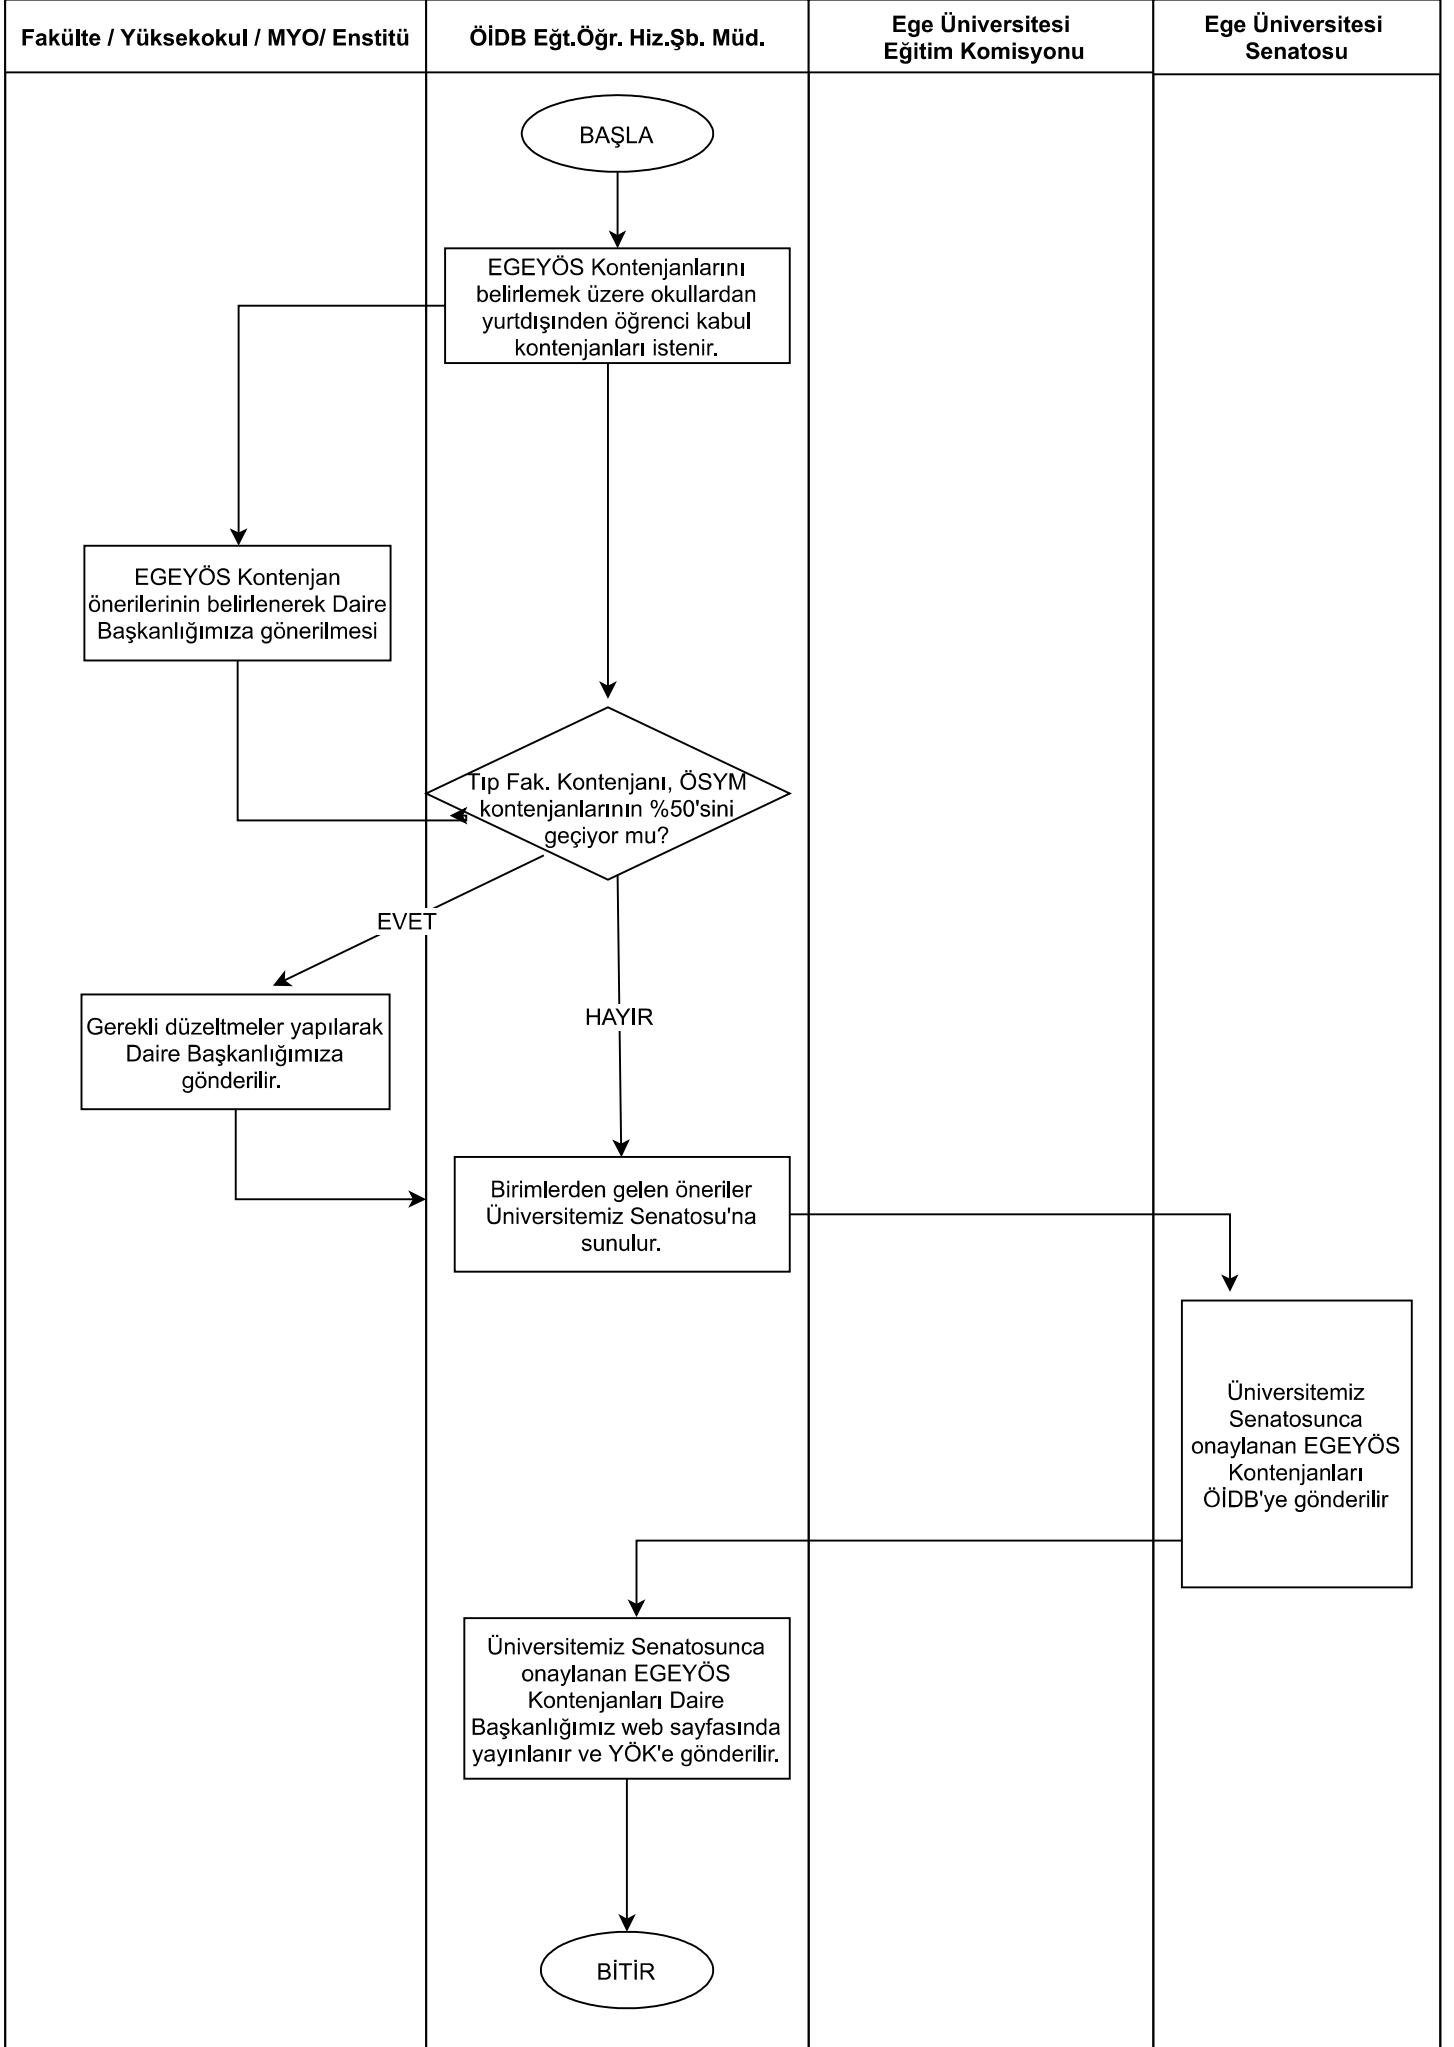 Fakülte / Yüksekokul / MYO/ Enstitü
ÖİDB Eğt.Öğr. Hiz.Şb. Müd.
Ege Üniversitesi
Eğitim Komisyonu
Ege Üniversitesi
Senatosu
BAŞLA
EGEYÖS Kontenjanlarını
belirlemek üzere okullardan
yurtdışından öğrenci kabul
kontenjanları istenir.
EGEYÖS Kontenjan
önerilerinin belirlenerek Daire
Başkanlığımıza gönerilmesi
Tıp Fak. Kontenjanı, ÖSYM
kontenjanlarının %50'sini
geçiyor mu?
EVET
HAYIR
Gerekli düzeltmeler yapılarak
Daire Başkanlığımıza
gönderilir.
Birimlerden gelen öneriler
Üniversitemiz Senatosu'na
sunulur.
Üniversitemiz
Senatosunca
onaylanan EGEYÖS
Kontenjanları
ÖİDB'ye gönderilir
Üniversitemiz Senatosunca
onaylanan EGEYÖS
Kontenjanları Daire
Başkanlığımız web sayfasında
yayınlanır ve YÖK'e gönderilir.
BİTİR